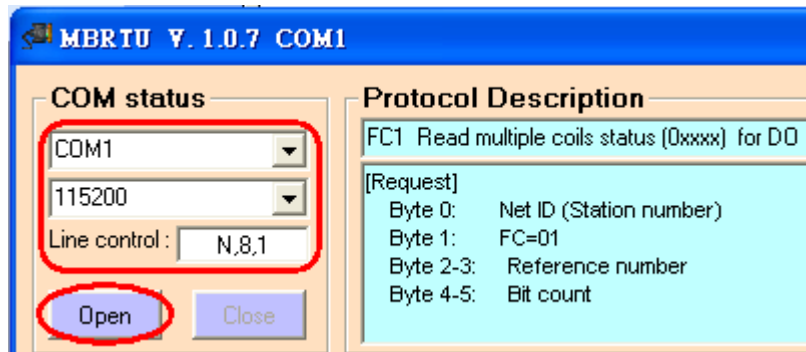 MBRTU V. 1.0.7 COM1
COM status
COM1
115200
Line control : N,8,1
Open Close
Protocol Description
FC1 Read multiple coils status (0xxxx) for DO
[Request]
Byte 0: Net ID (Station number)
Byte 1: FC=01
Byte 2-3: Reference number
Byte 4-5: Bit count